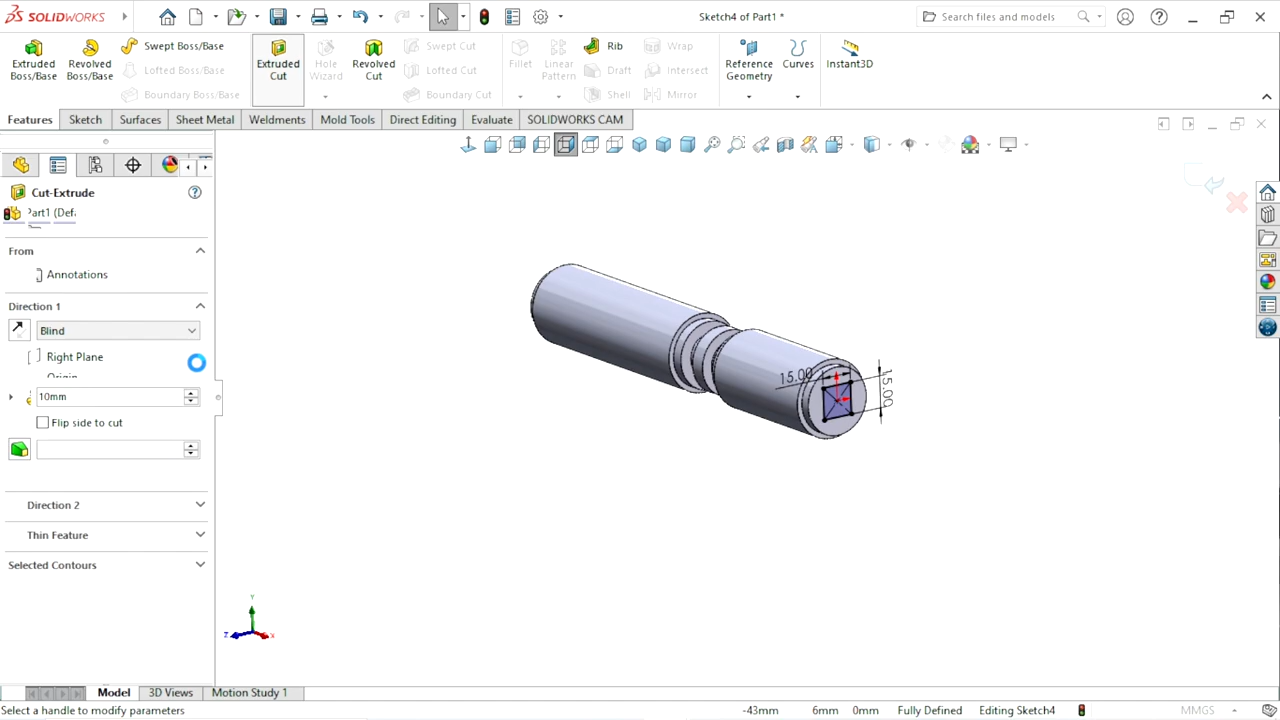 SOLIDWORKS
Sketch4 of Part1 *
Search files and models
Extruded Boss/Base
Revolved Boss/Base
Swept Boss/Base
Lofted Boss/Base
Boundary Boss/Base
Extruded Cut
Hole Wizard
Revolved Cut
Swept Cut
Lofted Cut
Boundary Cut
Fillet
Linear Pattern
Rib
Draft
Shell
Wrap
Intersect
Mirror
Reference Geometry
Curves
Instant3D
Features
Sketch
Surfaces
Sheet Metal
Weldments
Mold Tools
Direct Editing
Evaluate
SOLIDWORKS CAM
Cut-Extrude
Part1 (Def
From
Annotations
Direction 1
Blind
Right Plane
Origin
10mm
Flip side to cut
Direction 2
Thin Feature
Selected Contours
15.00
15.00
Y
Z
X
Model
3D Views
Motion Study 1
Select a handle to modify parameters
-43mm
6mm
0mm
Fully Defined
Editing Sketch4
MMGS